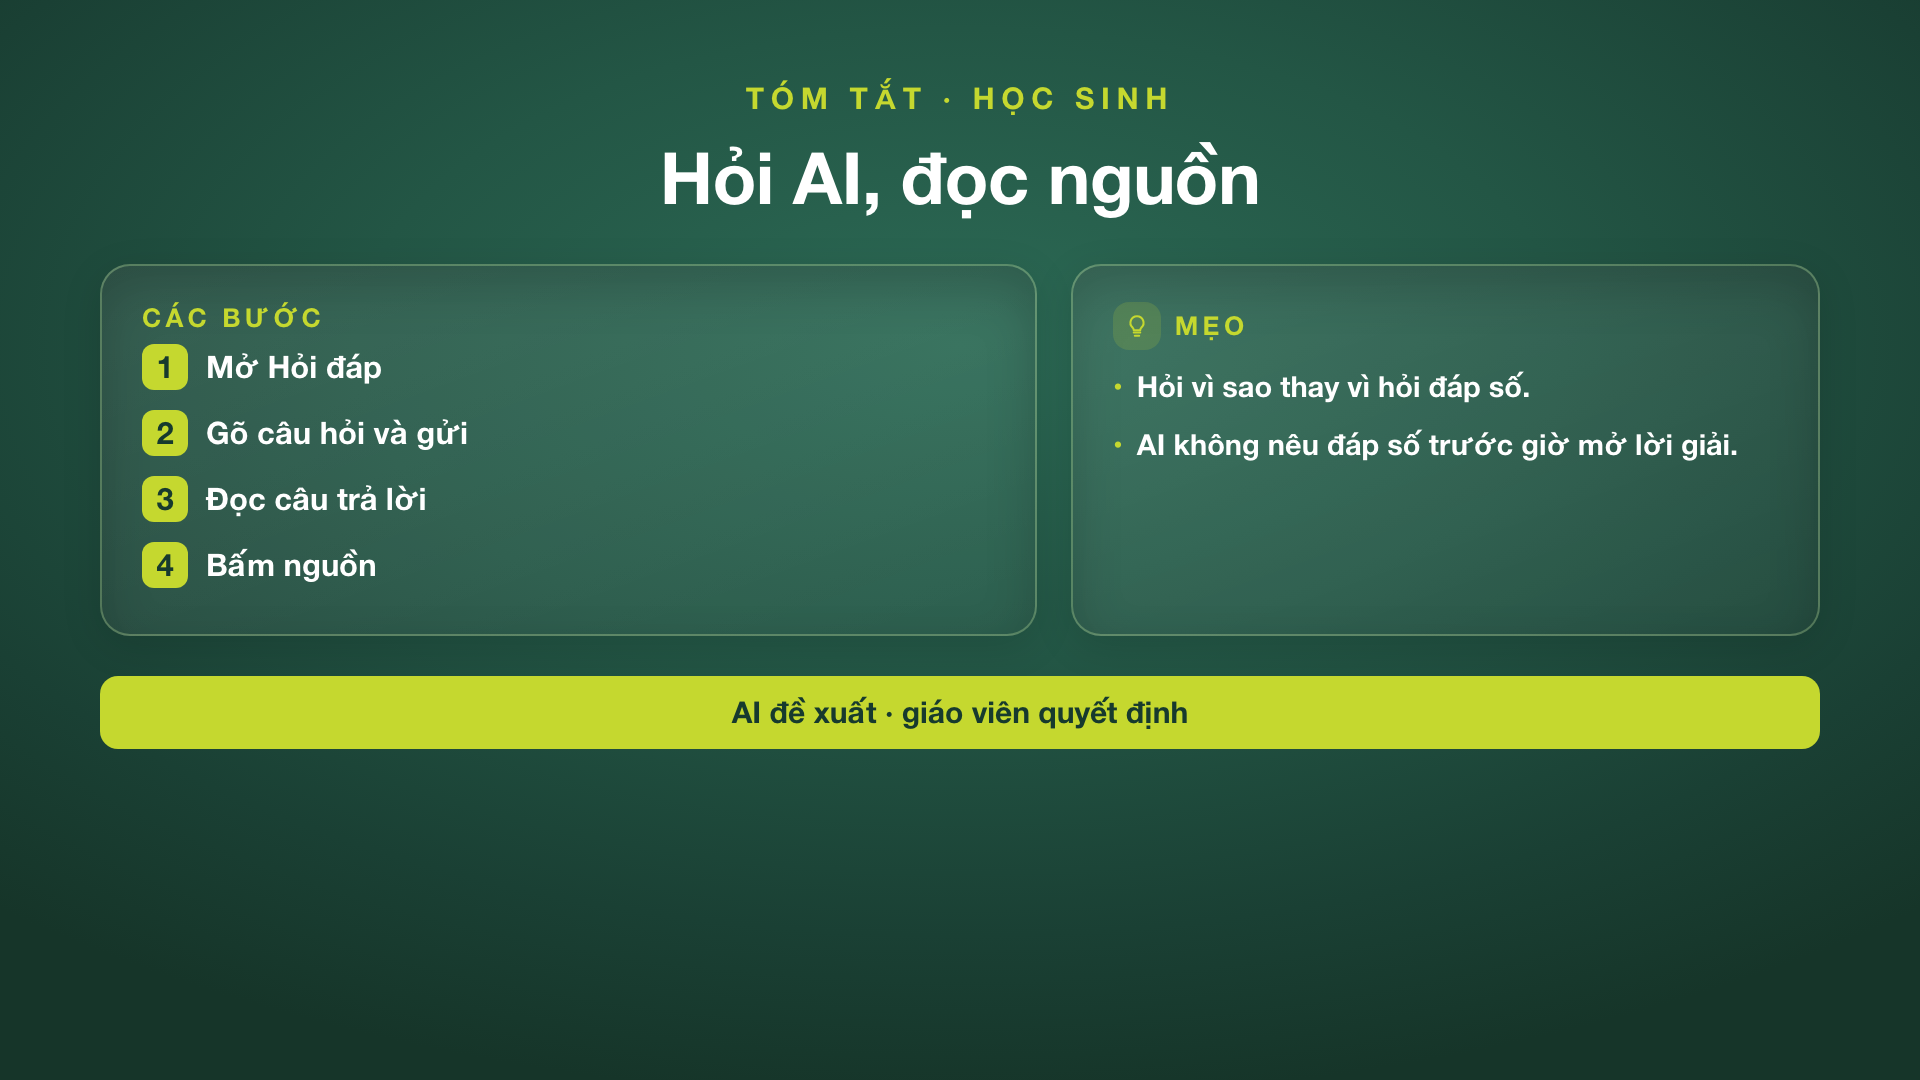 TÓM TẮT · HỌC SINH
Hỏi AI, đọc nguồn
CÁC BƯỚC
1 Mở Hỏi đáp
2 Gõ câu hỏi và gửi
3 Đọc câu trả lời
4 Bấm nguồn
MẸO
• Hỏi vì sao thay vì hỏi đáp số.
• AI không nêu đáp số trước giờ mở lời giải.
AI đề xuất · giáo viên quyết định